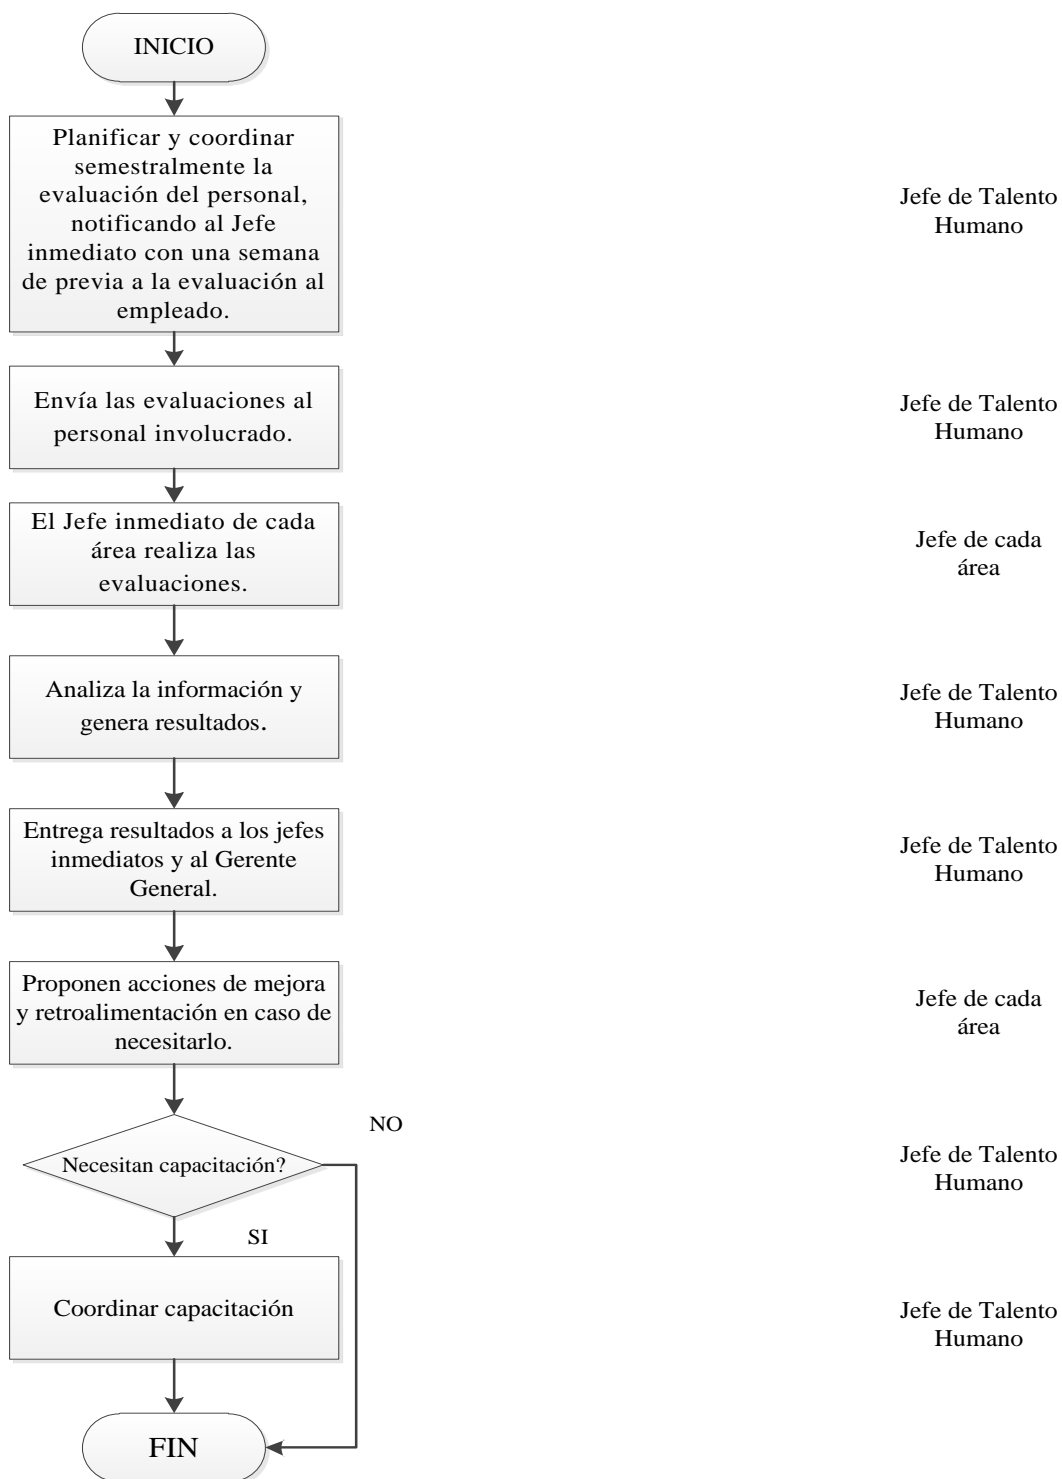 INICIO
Planificar y coordinar
semestralmente la
evaluación del personal,
notificando al Jefe
inmediato con una semana
de previa a la evaluación al
empleado.
Jefe de Talento
Humano
Envía las evaluaciones al
personal involucrado.
Jefe de Talento
Humano
El Jefe inmediato de cada
área realiza las
evaluaciones.
Jefe de cada
área
Analiza la información y
genera resultados.
Jefe de Talento
Humano
Entrega resultados a los jefes
inmediatos y al Gerente
General.
Jefe de Talento
Humano
Proponen acciones de mejora
y retroalimentación en caso de
necesitarlo.
Jefe de cada
área
NO
Necesitan capacitación?
Jefe de Talento
Humano
SI
Coordinar capacitación
Jefe de Talento
Humano
FIN